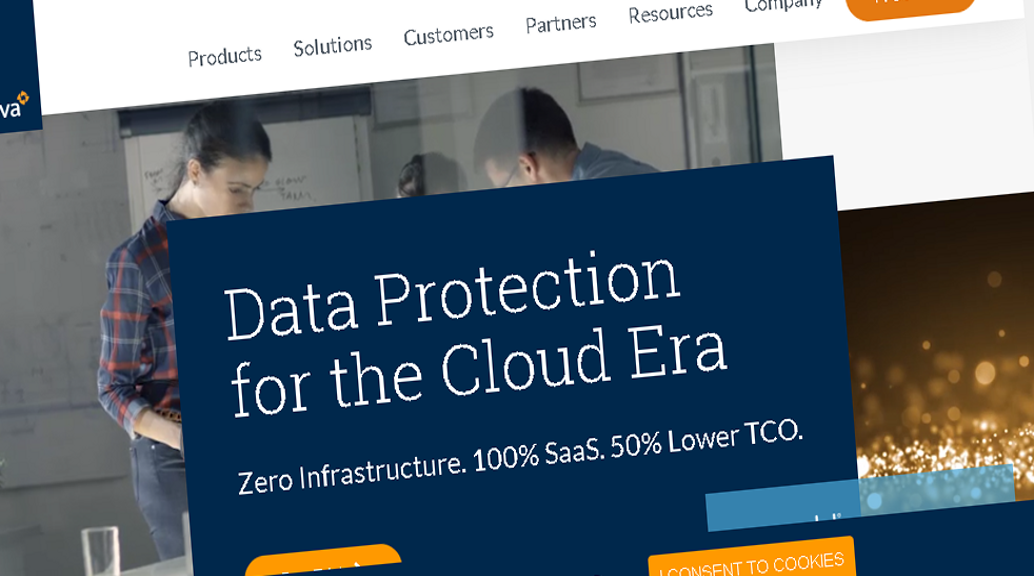 Products Solutions Customers Partners Resources Company
va
Data Protection
for the Cloud Era
Zero Infrastructure. 100% SaaS. 50% Lower TCO.
I CONSENT TO COOKIES